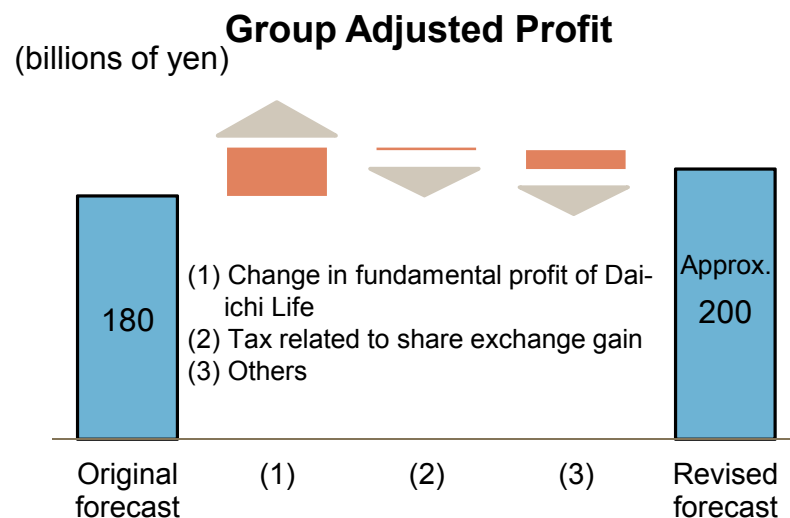 Group Adjusted Profit
(billions of yen)
(1) Change in fundamental profit of Dai-
ichi Life
(2) Tax related to share exchange gain
(3) Others
180
Approx.
200
Original
forecast
(1)
(2)
(3)
Revised
forecast